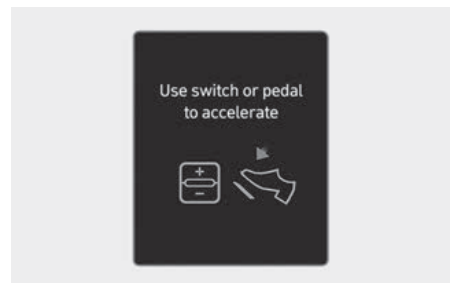 Use switch or pedal
to accelerate
+
−